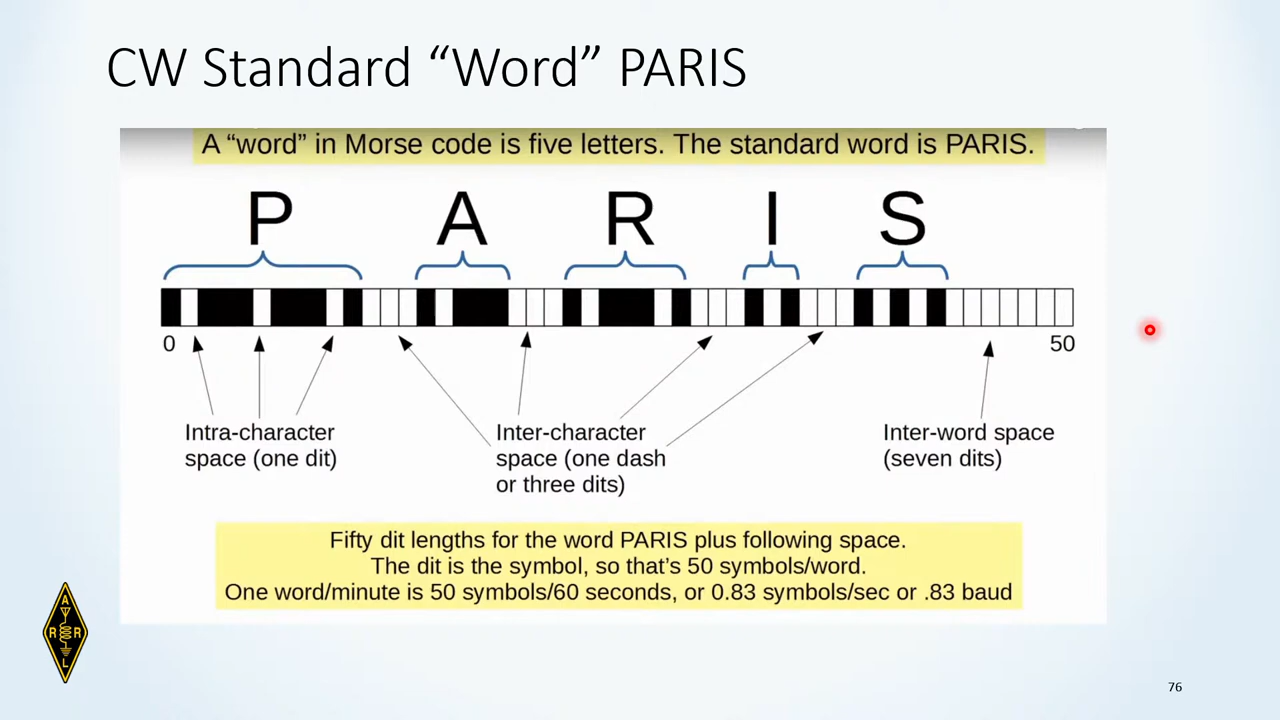 CW Standard “Word” PARIS
A “word” in Morse code is five letters. The standard word is PARIS.
P A R I S
0 50
Intra-character
space (one dit)
Inter-character
space (one dash
or three dits)
Inter-word space
(seven dits)
Fifty dit lengths for the word PARIS plus following space.
The dit is the symbol, so that’s 50 symbols/word.
One word/minute is 50 symbols/60 seconds, or 0.83 symbols/sec or .83 baud
A
R R
L
76